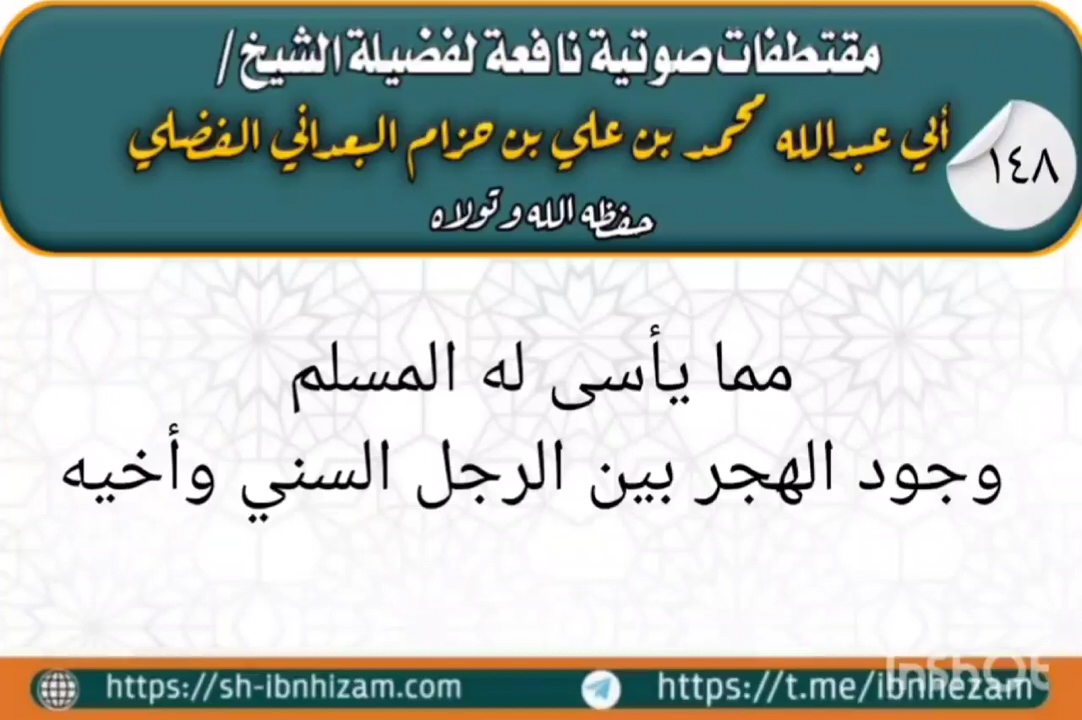 مقتطفات صوتية نافعة لفضيلة الشيخ/
أبي عبدالله محمد بن علي بن حزام البعداني الفضلي
١٤٨
حفظه الله وتولاه
مما يأسى له المسلم
وجود الهجر بين الرجل السني وأخيه
https://sh-ibnhizam.com
https://t.me/ibnhezam
InShOt